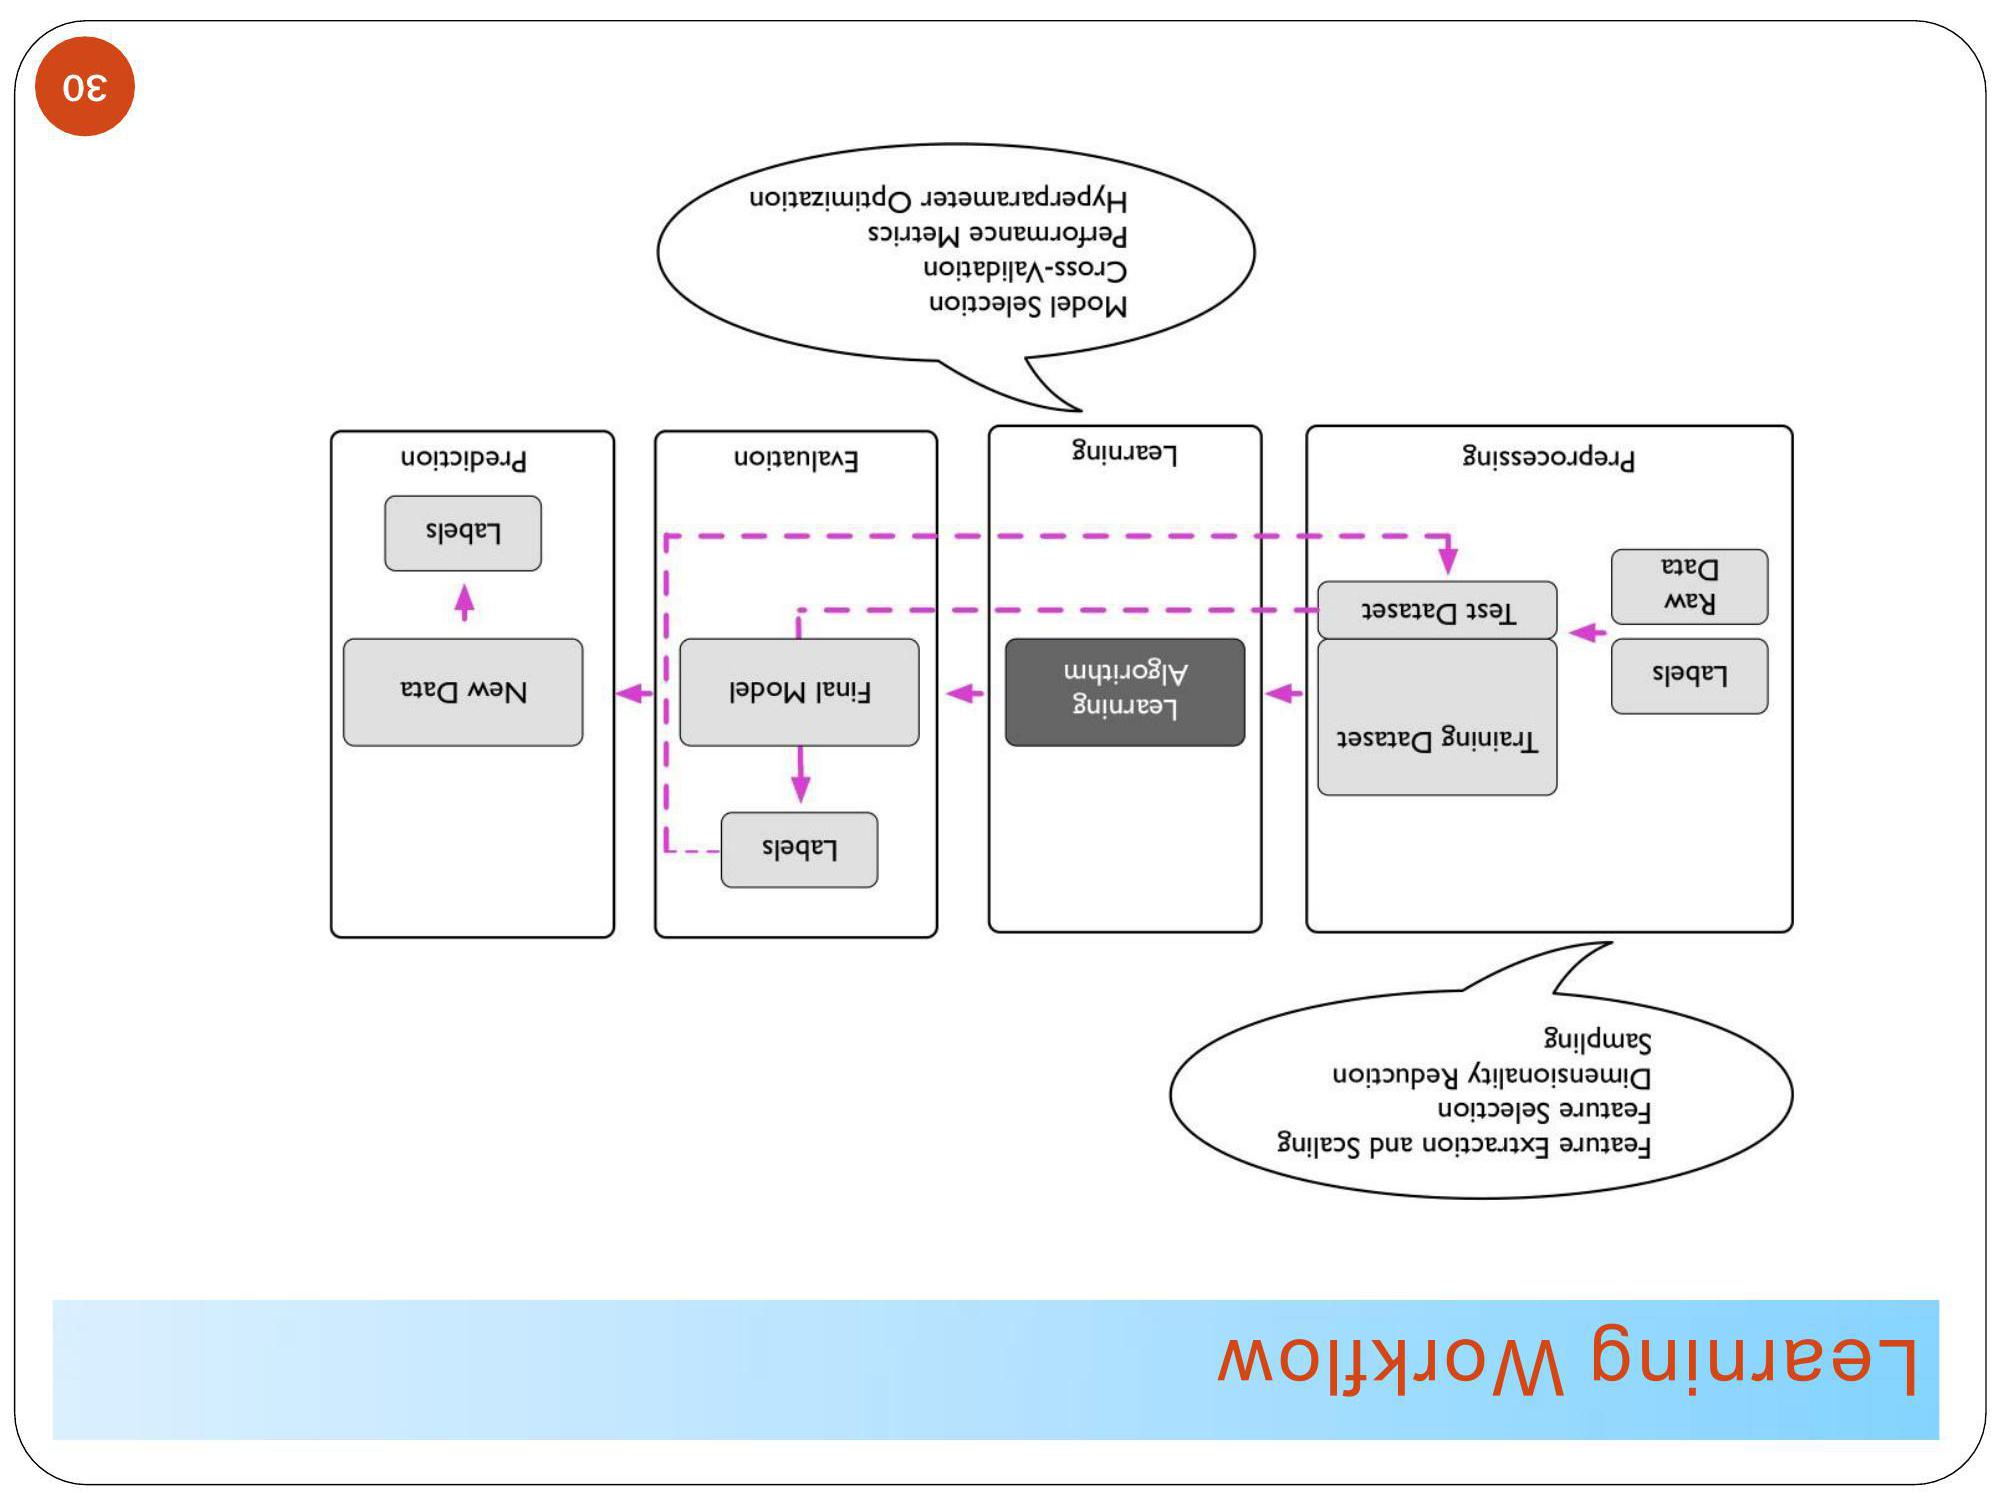 Learning Workflow
Feature Extraction and Scaling
Feature Selection
Dimensionality Reduction
Sampling
Labels
Raw
Data
Training Dataset
Test Dataset
Preprocessing
Learning
Algorithm
Learning
Labels
Final Model
Evaluation
New Data
Labels
Prediction
Model Selection
Cross-Validation
Performance Metrics
Hyperparameter Optimization
30